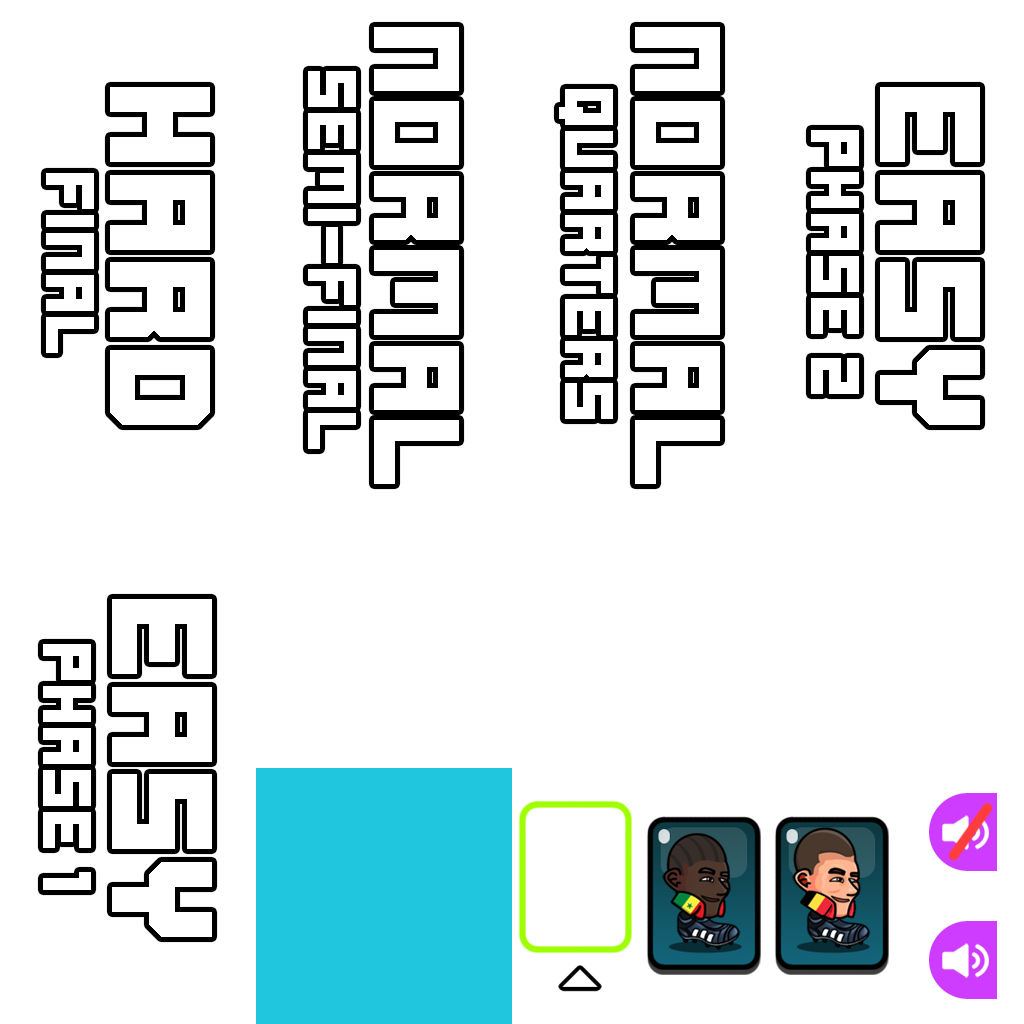 HARD
FINAL
NORMAL
SEMI-FINAL
NORMAL
QUARTERS
EASY
PHASE 2
EASY
PHASE 1